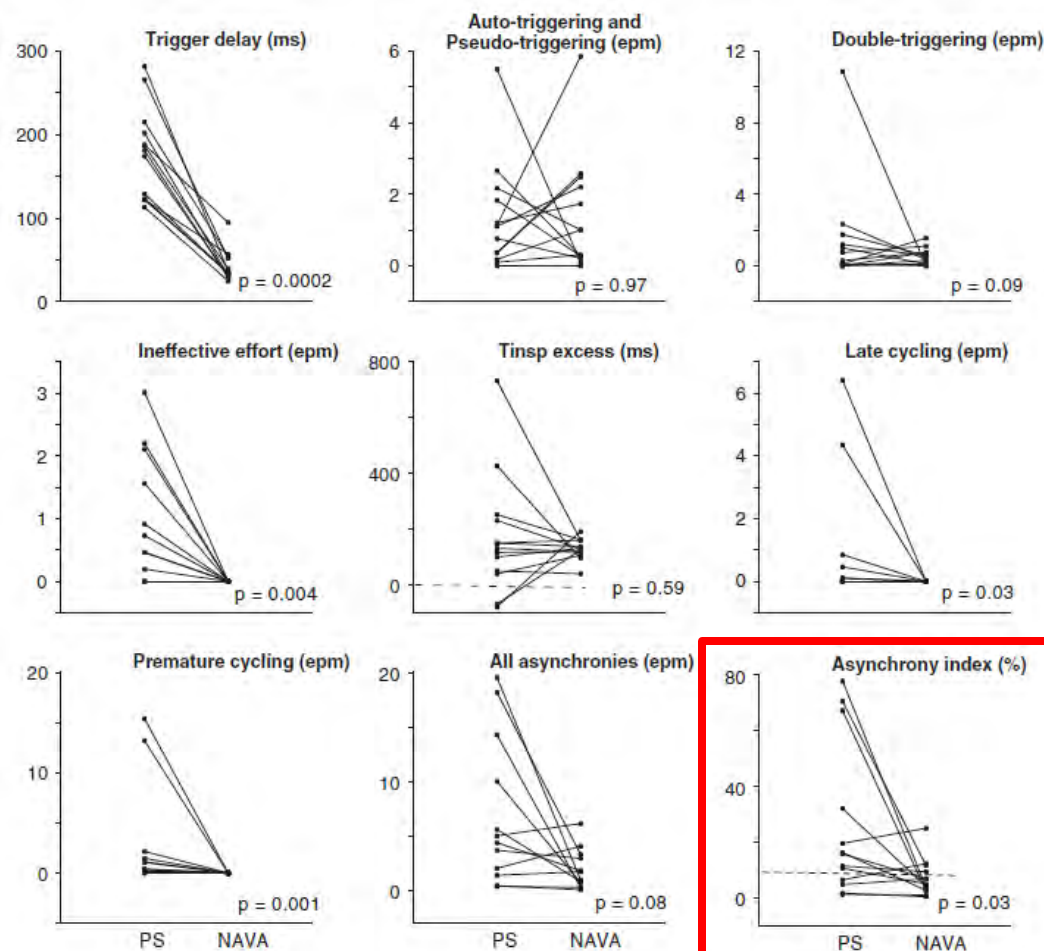 Trigger delay (ms)
300
200
100
0
p = 0.0002
Auto-triggering and
Pseudo-triggering (epm)
6
4
2
0
p = 0.97
Double-triggering (epm)
12
8
4
0
p = 0.09
Ineffective effort (epm)
3
2
1
0
p = 0.004
Tinsp excess (ms)
800
400
0
p = 0.59
Late cycling (epm)
6
4
2
0
p = 0.03
Premature cycling (epm)
20
10
0
p = 0.001
PS NAVA
All asynchronies (epm)
20
10
0
p = 0.08
PS NAVA
Asynchrony index (%)
80
40
0
p = 0.03
PS NAVA